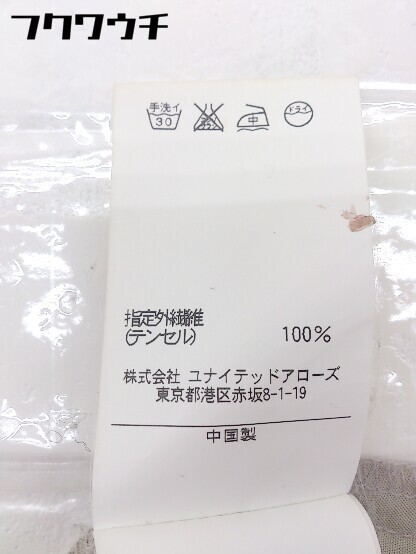 フクワウチ
手洗イ 30 中 ドライ
指定外繊維
(テンセル) 100%
株式会社 ユナイテッドアローズ
東京都港区赤坂8-1-19
中国製